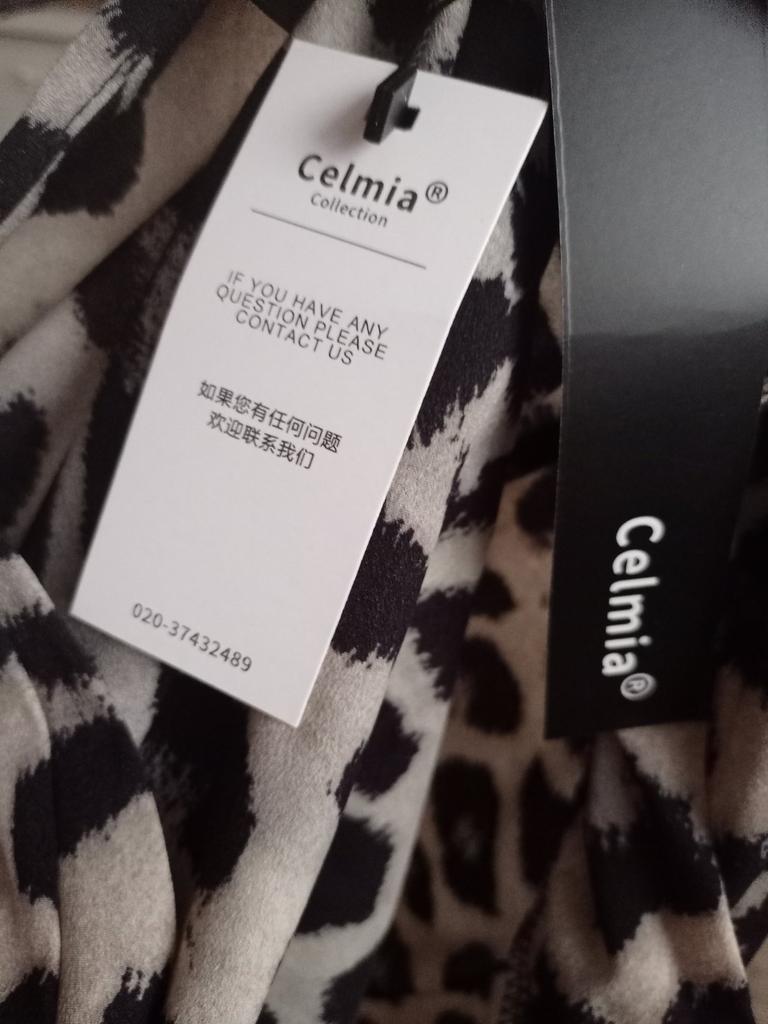 Celmia®
Collection
IF YOU HAVE ANY
QUESTION PLEASE
CONTACT US
如果您有任何问题
欢迎联系我们
020-37432489
Celmia®